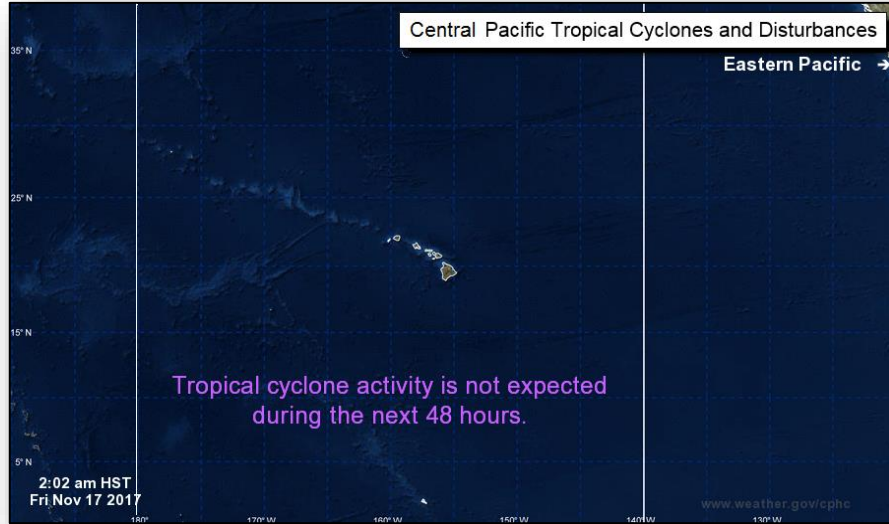 Central Pacific Tropical Cyclones and Disturbances
35° N
Eastern Pacific →
25° N
15° N
Tropical cyclone activity is not expected
during the next 48 hours.
5° N
2:02 am HST
Fri Nov 17 2017
www.weather.gov/cphc
180° 170° W 160° W 150° W 140° W 130° W